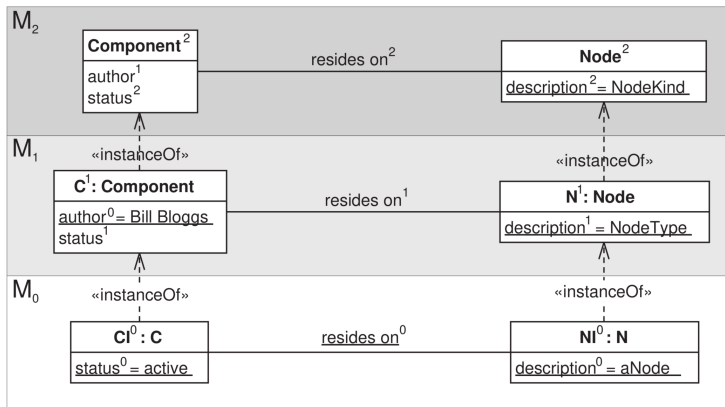 M₂
Component² Node²
resides on²
author¹
status²
description² = NodeKind
M₁
«instanceOf» «instanceOf»
C¹: Component N¹: Node
resides on¹
author⁰ = Bill Bloggs
status¹
description¹ = NodeType
M₀
«instanceOf» «instanceOf»
CI⁰ : C NI⁰ : N
resides on⁰
status⁰ = active description⁰ = aNode